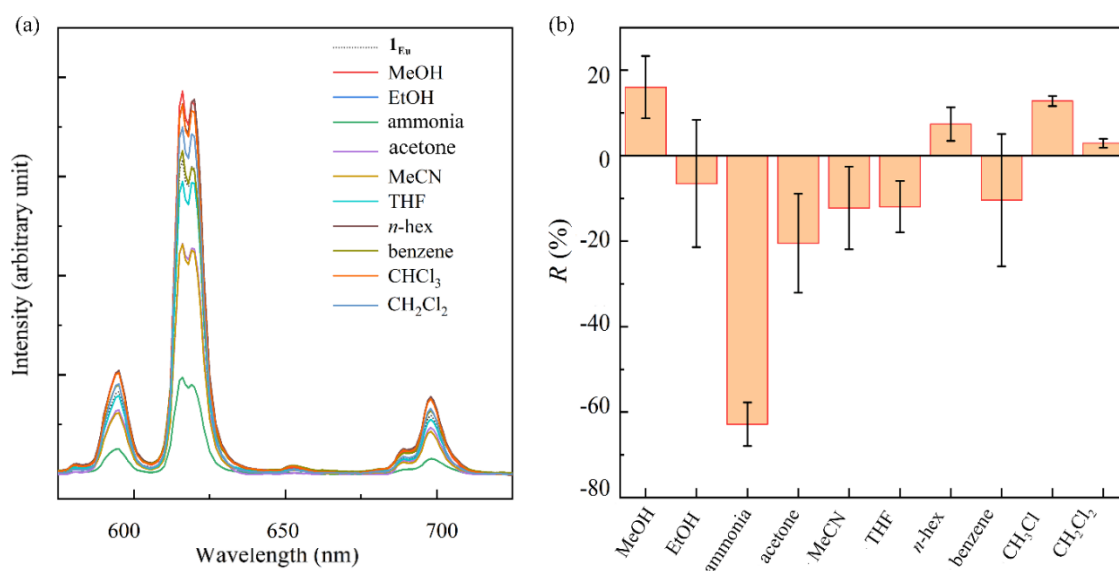 (a)
1Eu
MeOH
EtOH
ammonia
acetone
MeCN
THF
n-hex
benzene
CHCl3
CH2Cl2
Intensity (arbitrary unit)
600
650
700
Wavelength (nm)
(b)
20
0
-20
-40
-60
-80
R (%)
MeOH
EtOH
ammonia
acetone
MeCN
THF
n-hex
benzene
CH3Cl
CH2Cl2